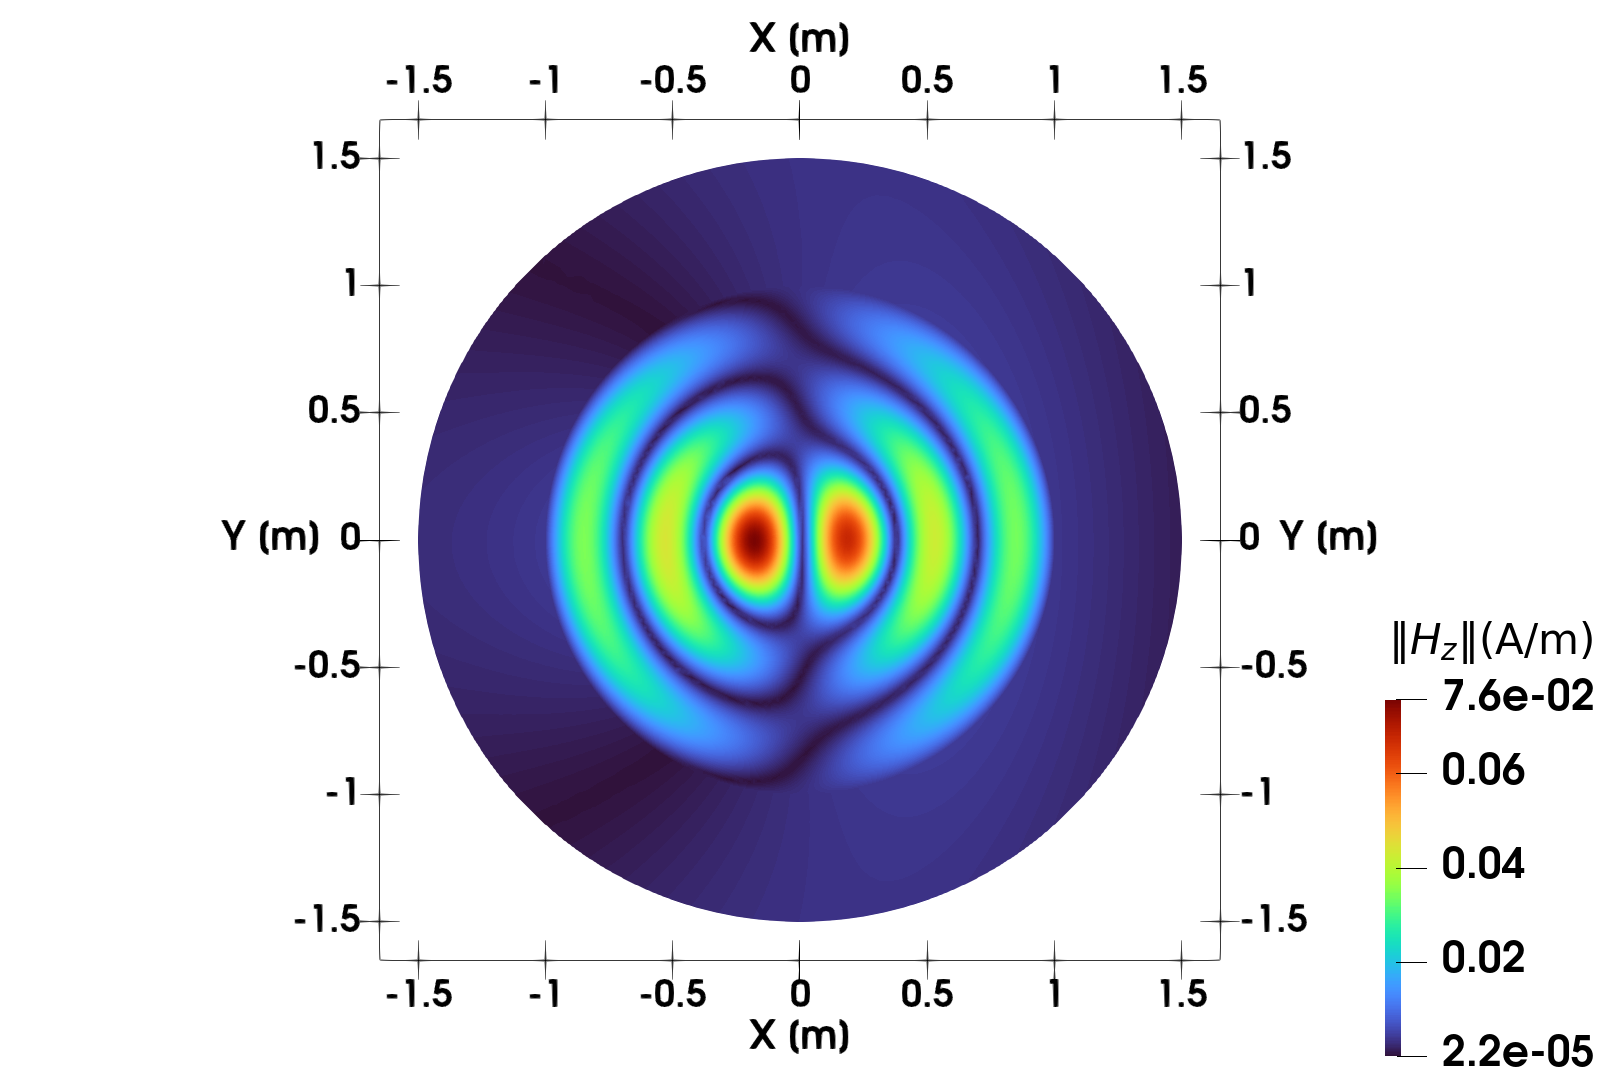 X (m)
-1.5 -1 -0.5 0 0.5 1 1.5
1.5 1.5
1 1
0.5 0.5
Y (m) 0 0 Y (m)
-0.5 -0.5
-1 -1
-1.5 -1.5
-1.5 -1 -0.5 0 0.5 1 1.5
X (m)
‖H_z‖(A/m)
7.6e-02
0.06
0.04
0.02
2.2e-05